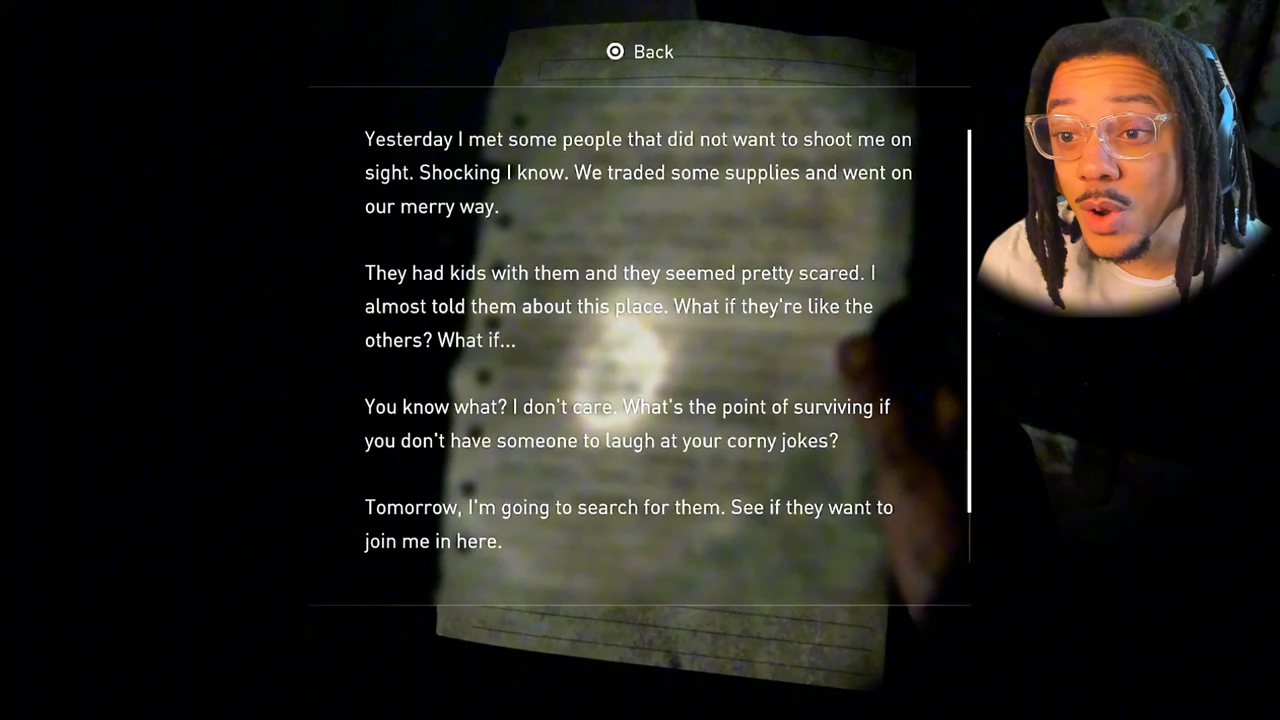 Back
Yesterday I met some people that did not want to shoot me on
sight. Shocking I know. We traded some supplies and went on
our merry way.
They had kids with them and they seemed pretty scared. I
almost told them about this place. What if they're like the
others? What if...
You know what? I don't care. What's the point of surviving if
you don't have someone to laugh at your corny jokes?
Tomorrow, I'm going to search for them. See if they want to
join me in here.